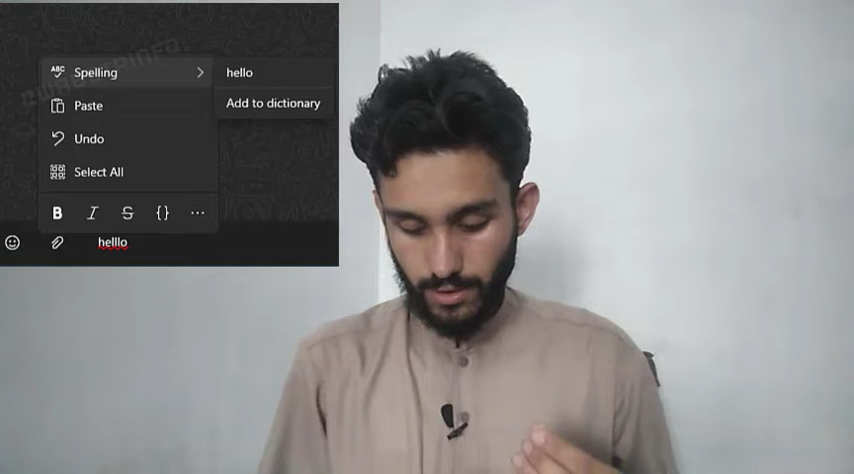 ABC
Spelling
hello
Add to dictionary
Paste
Undo
Select All
B I S {} ...
helllo